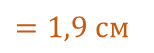 = 1,9 см